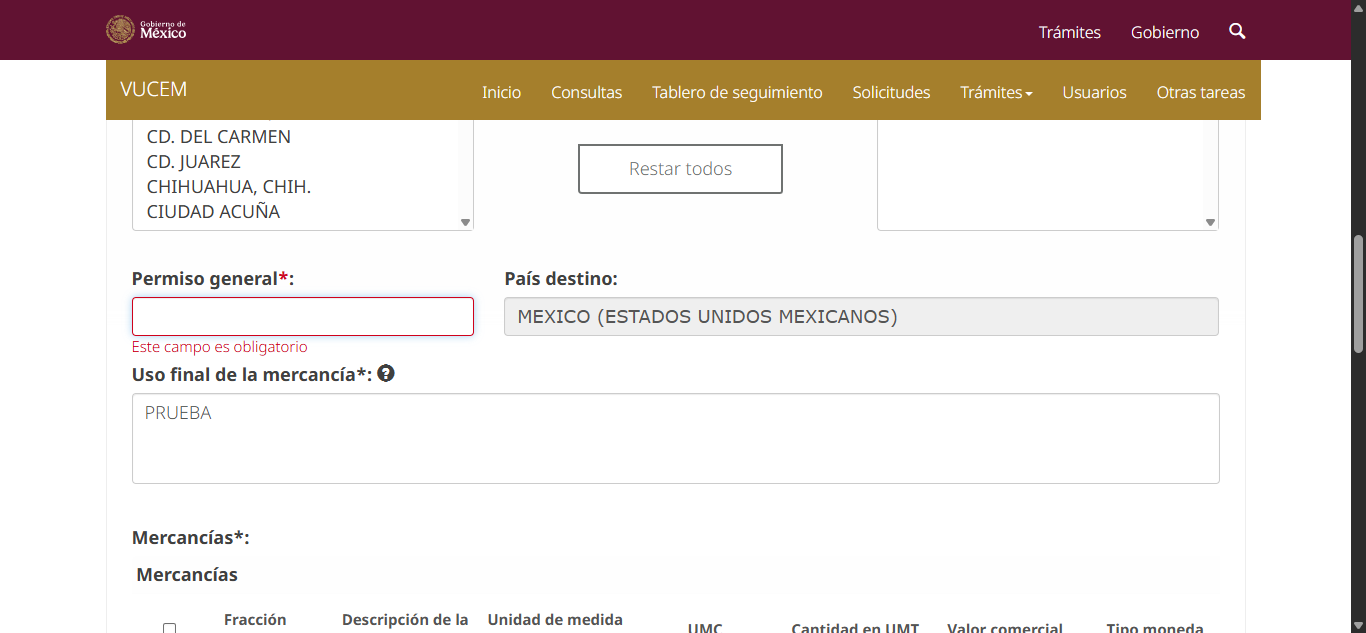 Gobierno de
México
Trámites
Gobierno
VUCEM
Inicio
Consultas
Tablero de seguimiento
Solicitudes
Trámites
Usuarios
Otras tareas
CD. DEL CARMEN
CD. JUAREZ
CHIHUAHUA, CHIH.
CIUDAD ACUÑA
Restar todos
Permiso general*:
País destino:
MEXICO (ESTADOS UNIDOS MEXICANOS)
Este campo es obligatorio
Uso final de la mercancía*: ?
PRUEBA
Mercancías*:
Mercancías
Fracción
Descripción de la
Unidad de medida
UMC
Cantidad en UMT
Valor comercial
Tipo moneda